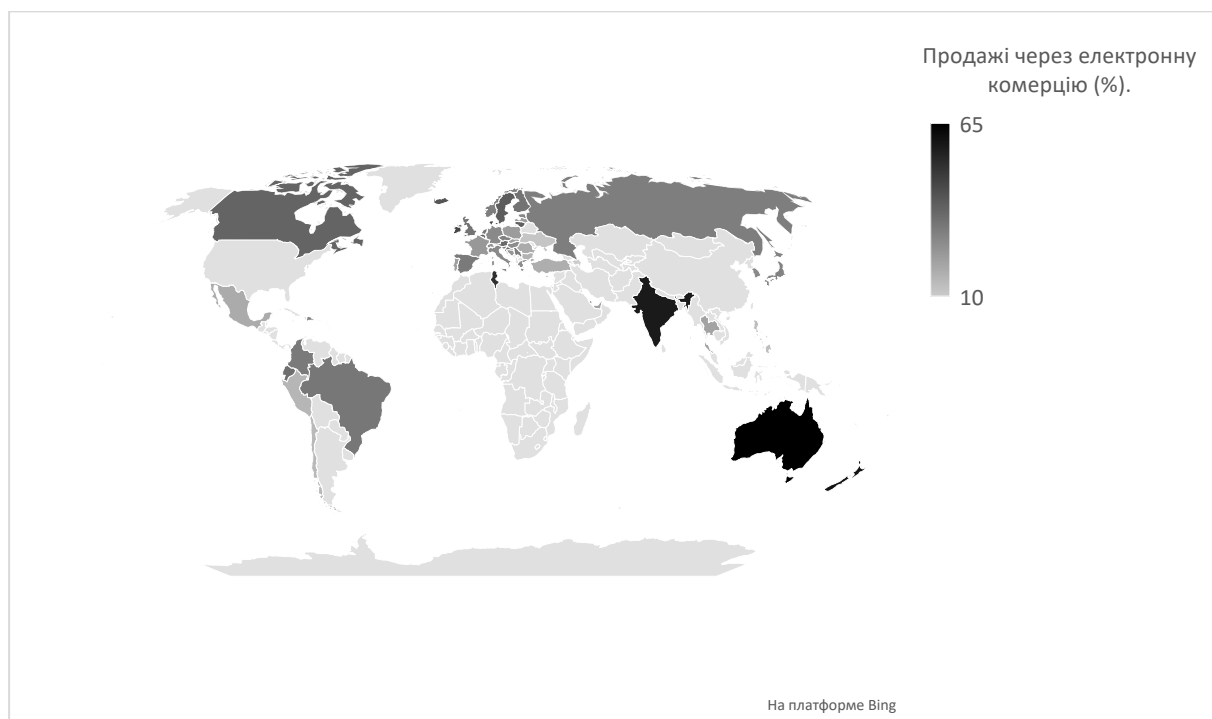 Продажі через електронну
комерцію (%).
65
10
На платформе Bing